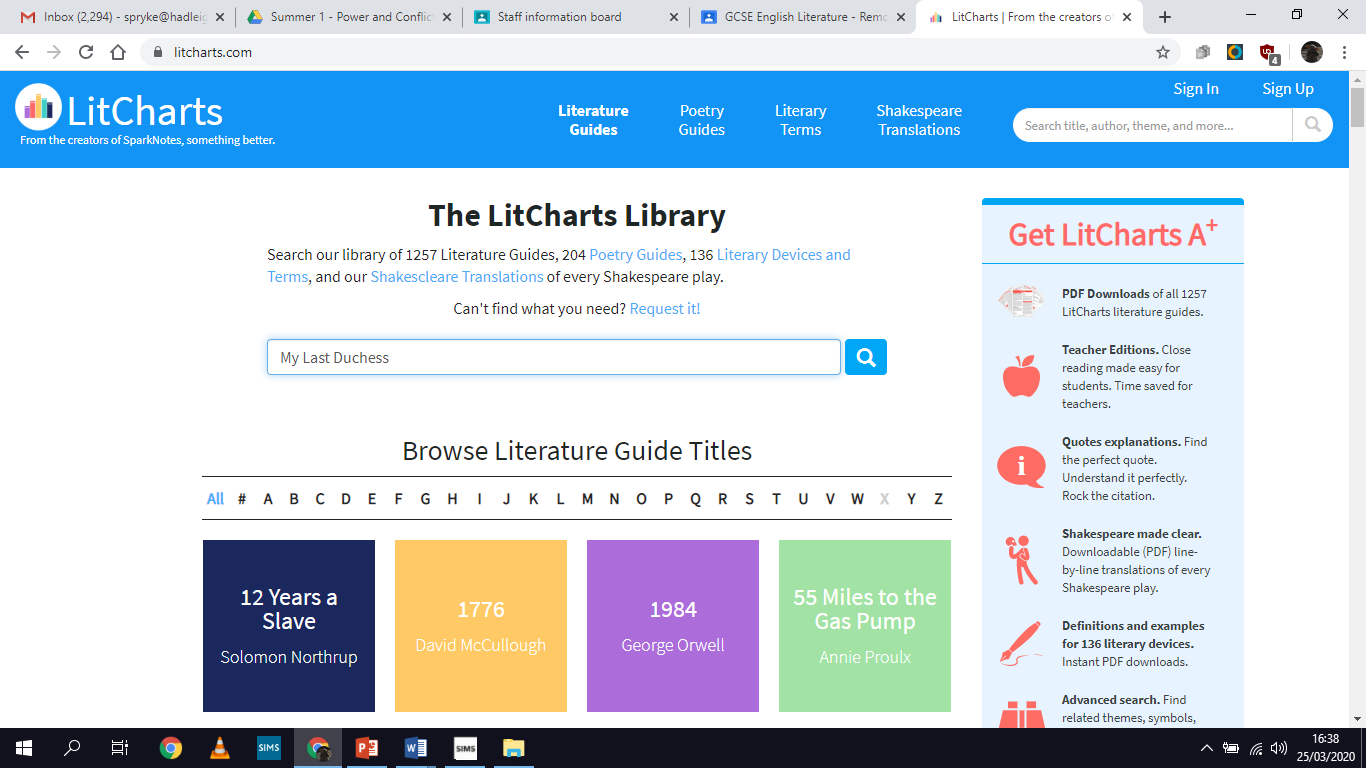 Inbox (2,294) - spryke@hadleig
Summer 1 - Power and Conflic
Staff information board
GCSE English Literature - Remo
LitCharts | From the creators of
litcharts.com
4
Sign In
Sign Up
LitCharts
From the creators of SparkNotes, something better.
Literature
Guides
Poetry
Guides
Literary
Terms
Shakespeare
Translations
Search title, author, theme, and more...
The LitCharts Library
Search our library of 1257 Literature Guides, 204 Poetry Guides, 136 Literary Devices and
Terms, and our Shakescleare Translations of every Shakespeare play.
Can't find what you need? Request it!
My Last Duchess
Browse Literature Guide Titles
All # A B C D E F G H I J K L M N O P Q R S T U V W X Y Z
12 Years a
Slave
Solomon Northrup
1776
David McCullough
1984
George Orwell
55 Miles to the
Gas Pump
Annie Proulx
Get LitCharts A+
PDF Downloads of all 1257
LitCharts literature guides.
Teacher Editions. Close
reading made easy for
students. Time saved for
teachers.
Quotes explanations. Find
the perfect quote.
Understand it perfectly.
Rock the citation.
Shakespeare made clear.
Downloadable (PDF) line-
by-line translations of every
Shakespeare play.
Definitions and examples
for 136 literary devices.
Instant PDF downloads.
Advanced search. Find
related themes, symbols,
SIMS
SIMS
16:38
25/03/2020